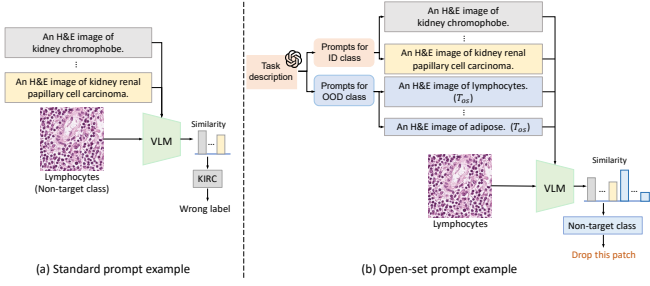 An H&E image of
kidney chromophobe.
⋮
An H&E image of kidney renal
papillary cell carcinoma.
VLM
Similarity
...
Lymphocytes
(Non-target class)
KIRC
Wrong label
(a) Standard prompt example
Task
description
Prompts for
ID class
Prompts for
OOD class
An H&E image of
kidney chromophobe.
⋮
An H&E image of kidney renal
papillary cell carcinoma.
An H&E image of lymphocytes.
(T_os)
⋮
An H&E image of adipose. (T_os)
Lymphocytes
VLM
Similarity
... ...
Non-target class
Drop this patch
(b) Open-set prompt example